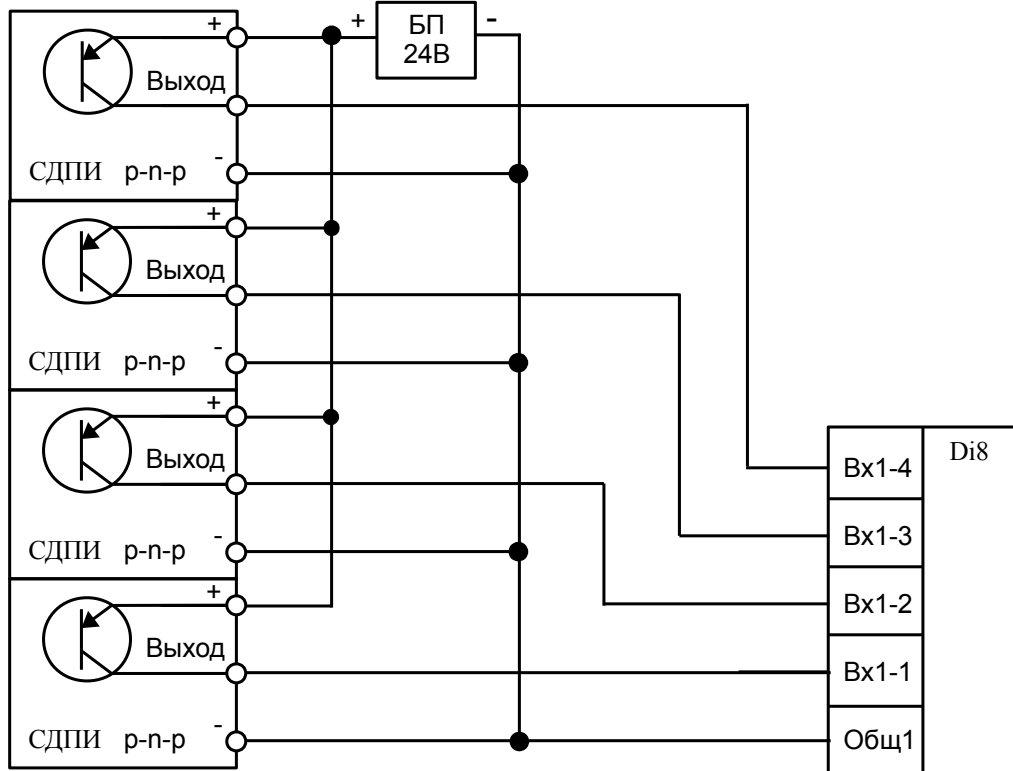 +
Выход
СДПИ p-n-p -
+
Выход
СДПИ p-n-p -
+
Выход
СДПИ p-n-p -
+
Выход
СДПИ p-n-p -
+ БП -
24В
Di8
Вх1-4
Вх1-3
Вх1-2
Вх1-1
Общ1